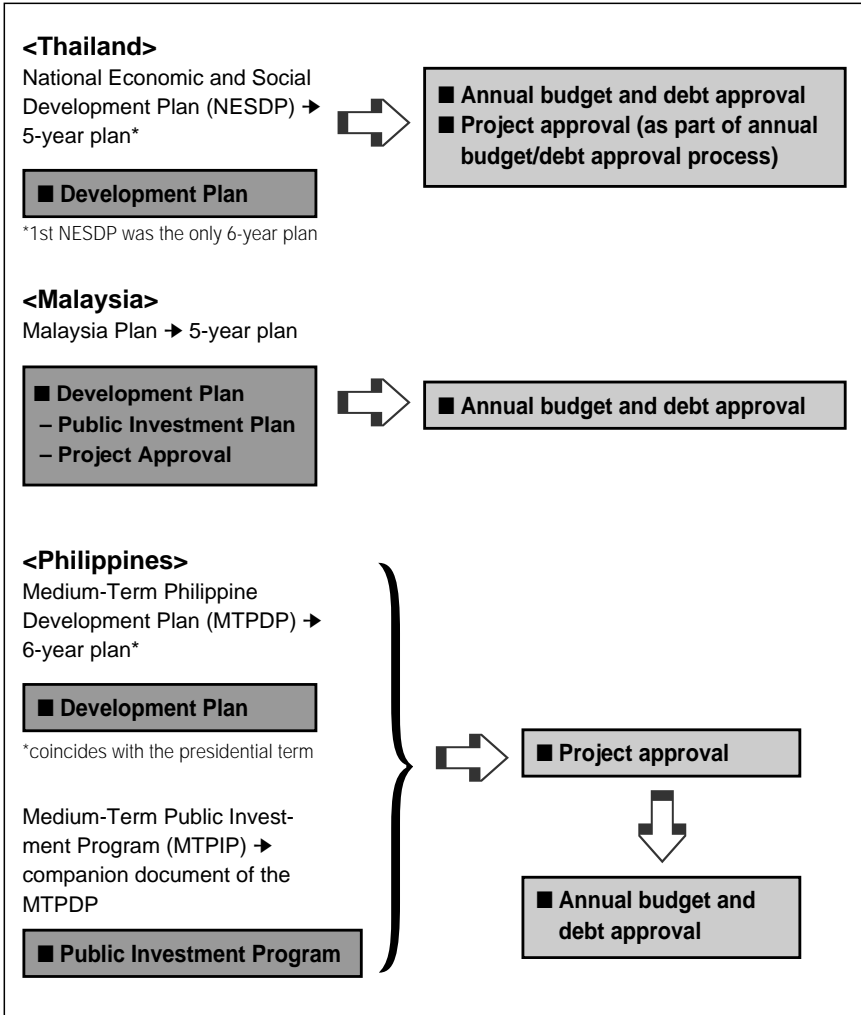 <Thailand>
National Economic and Social
Development Plan (NESDP) →
5-year plan*
■ Development Plan
*1st NESDP was the only 6-year plan
■ Annual budget and debt approval
■ Project approval (as part of annual
budget/debt approval process)
<Malaysia>
Malaysia Plan → 5-year plan
■ Development Plan
– Public Investment Plan
– Project Approval
■ Annual budget and debt approval
<Philippines>
Medium-Term Philippine
Development Plan (MTPDP) →
6-year plan*
■ Development Plan
*coincides with the presidential term
Medium-Term Public Invest-
ment Program (MTPIP) →
companion document of the
MTPDP
■ Public Investment Program
■ Project approval
■ Annual budget and
debt approval